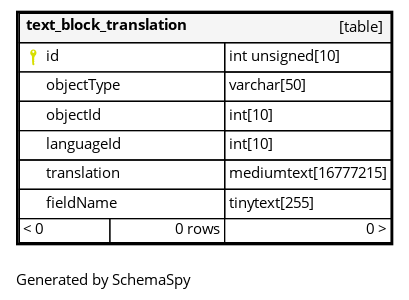 text_block_translation [table]
id int unsigned[10]
objectType varchar[50]
objectId int[10]
languageId int[10]
translation mediumtext[16777215]
fieldName tinytext[255]
< 0 0 rows 0 >
Generated by SchemaSpy